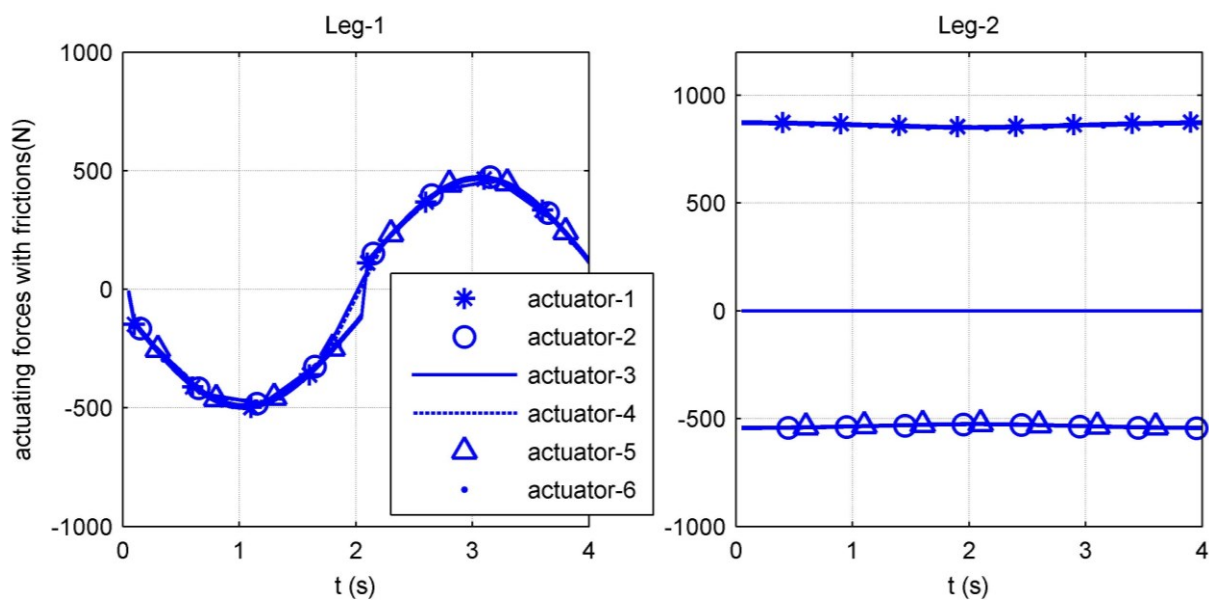 Leg-1
1000
500
0
-500
-1000
actuating forces with frictions(N)
0
1
2
3
4
t (s)
actuator-1
actuator-2
actuator-3
actuator-4
actuator-5
actuator-6
Leg-2
1000
500
0
-500
-1000
0
1
2
3
4
t (s)